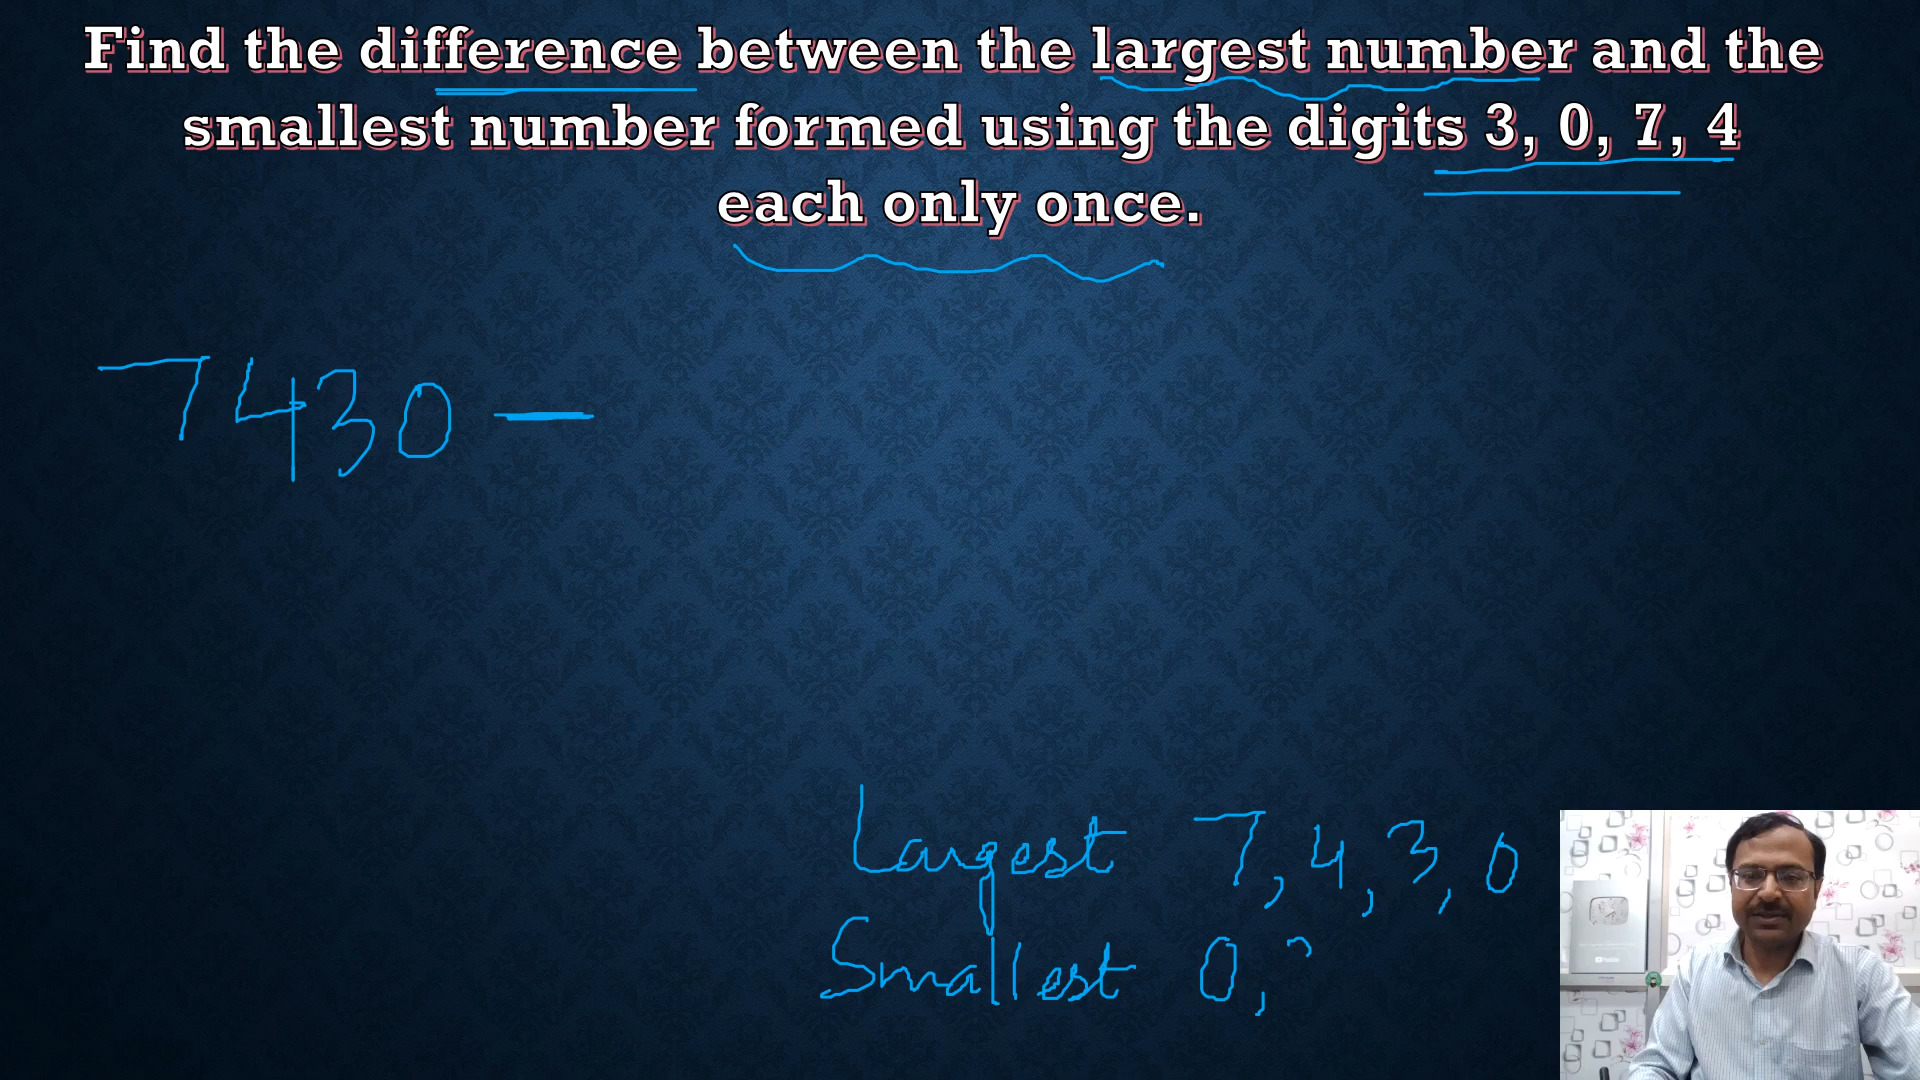 Find the difference between the largest number and the
smallest number formed using the digits 3, 0, 7, 4
each only once.
7430 —
Largest 7, 4, 3, 0
Smallest 0,